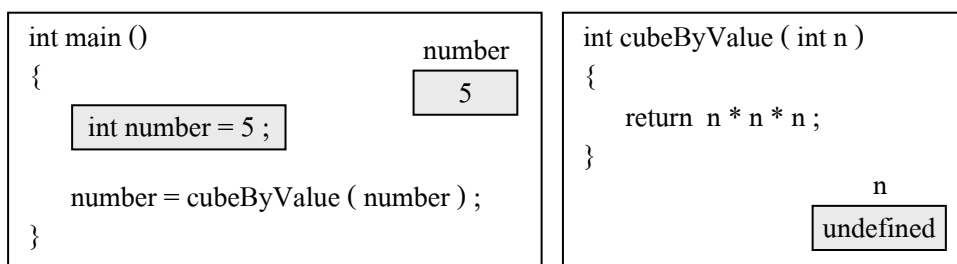 int main ()
{
number
5
int number = 5 ;
number = cubeByValue ( number ) ;
}
int cubeByValue ( int n )
{
return n * n * n ;
}
n
undefined